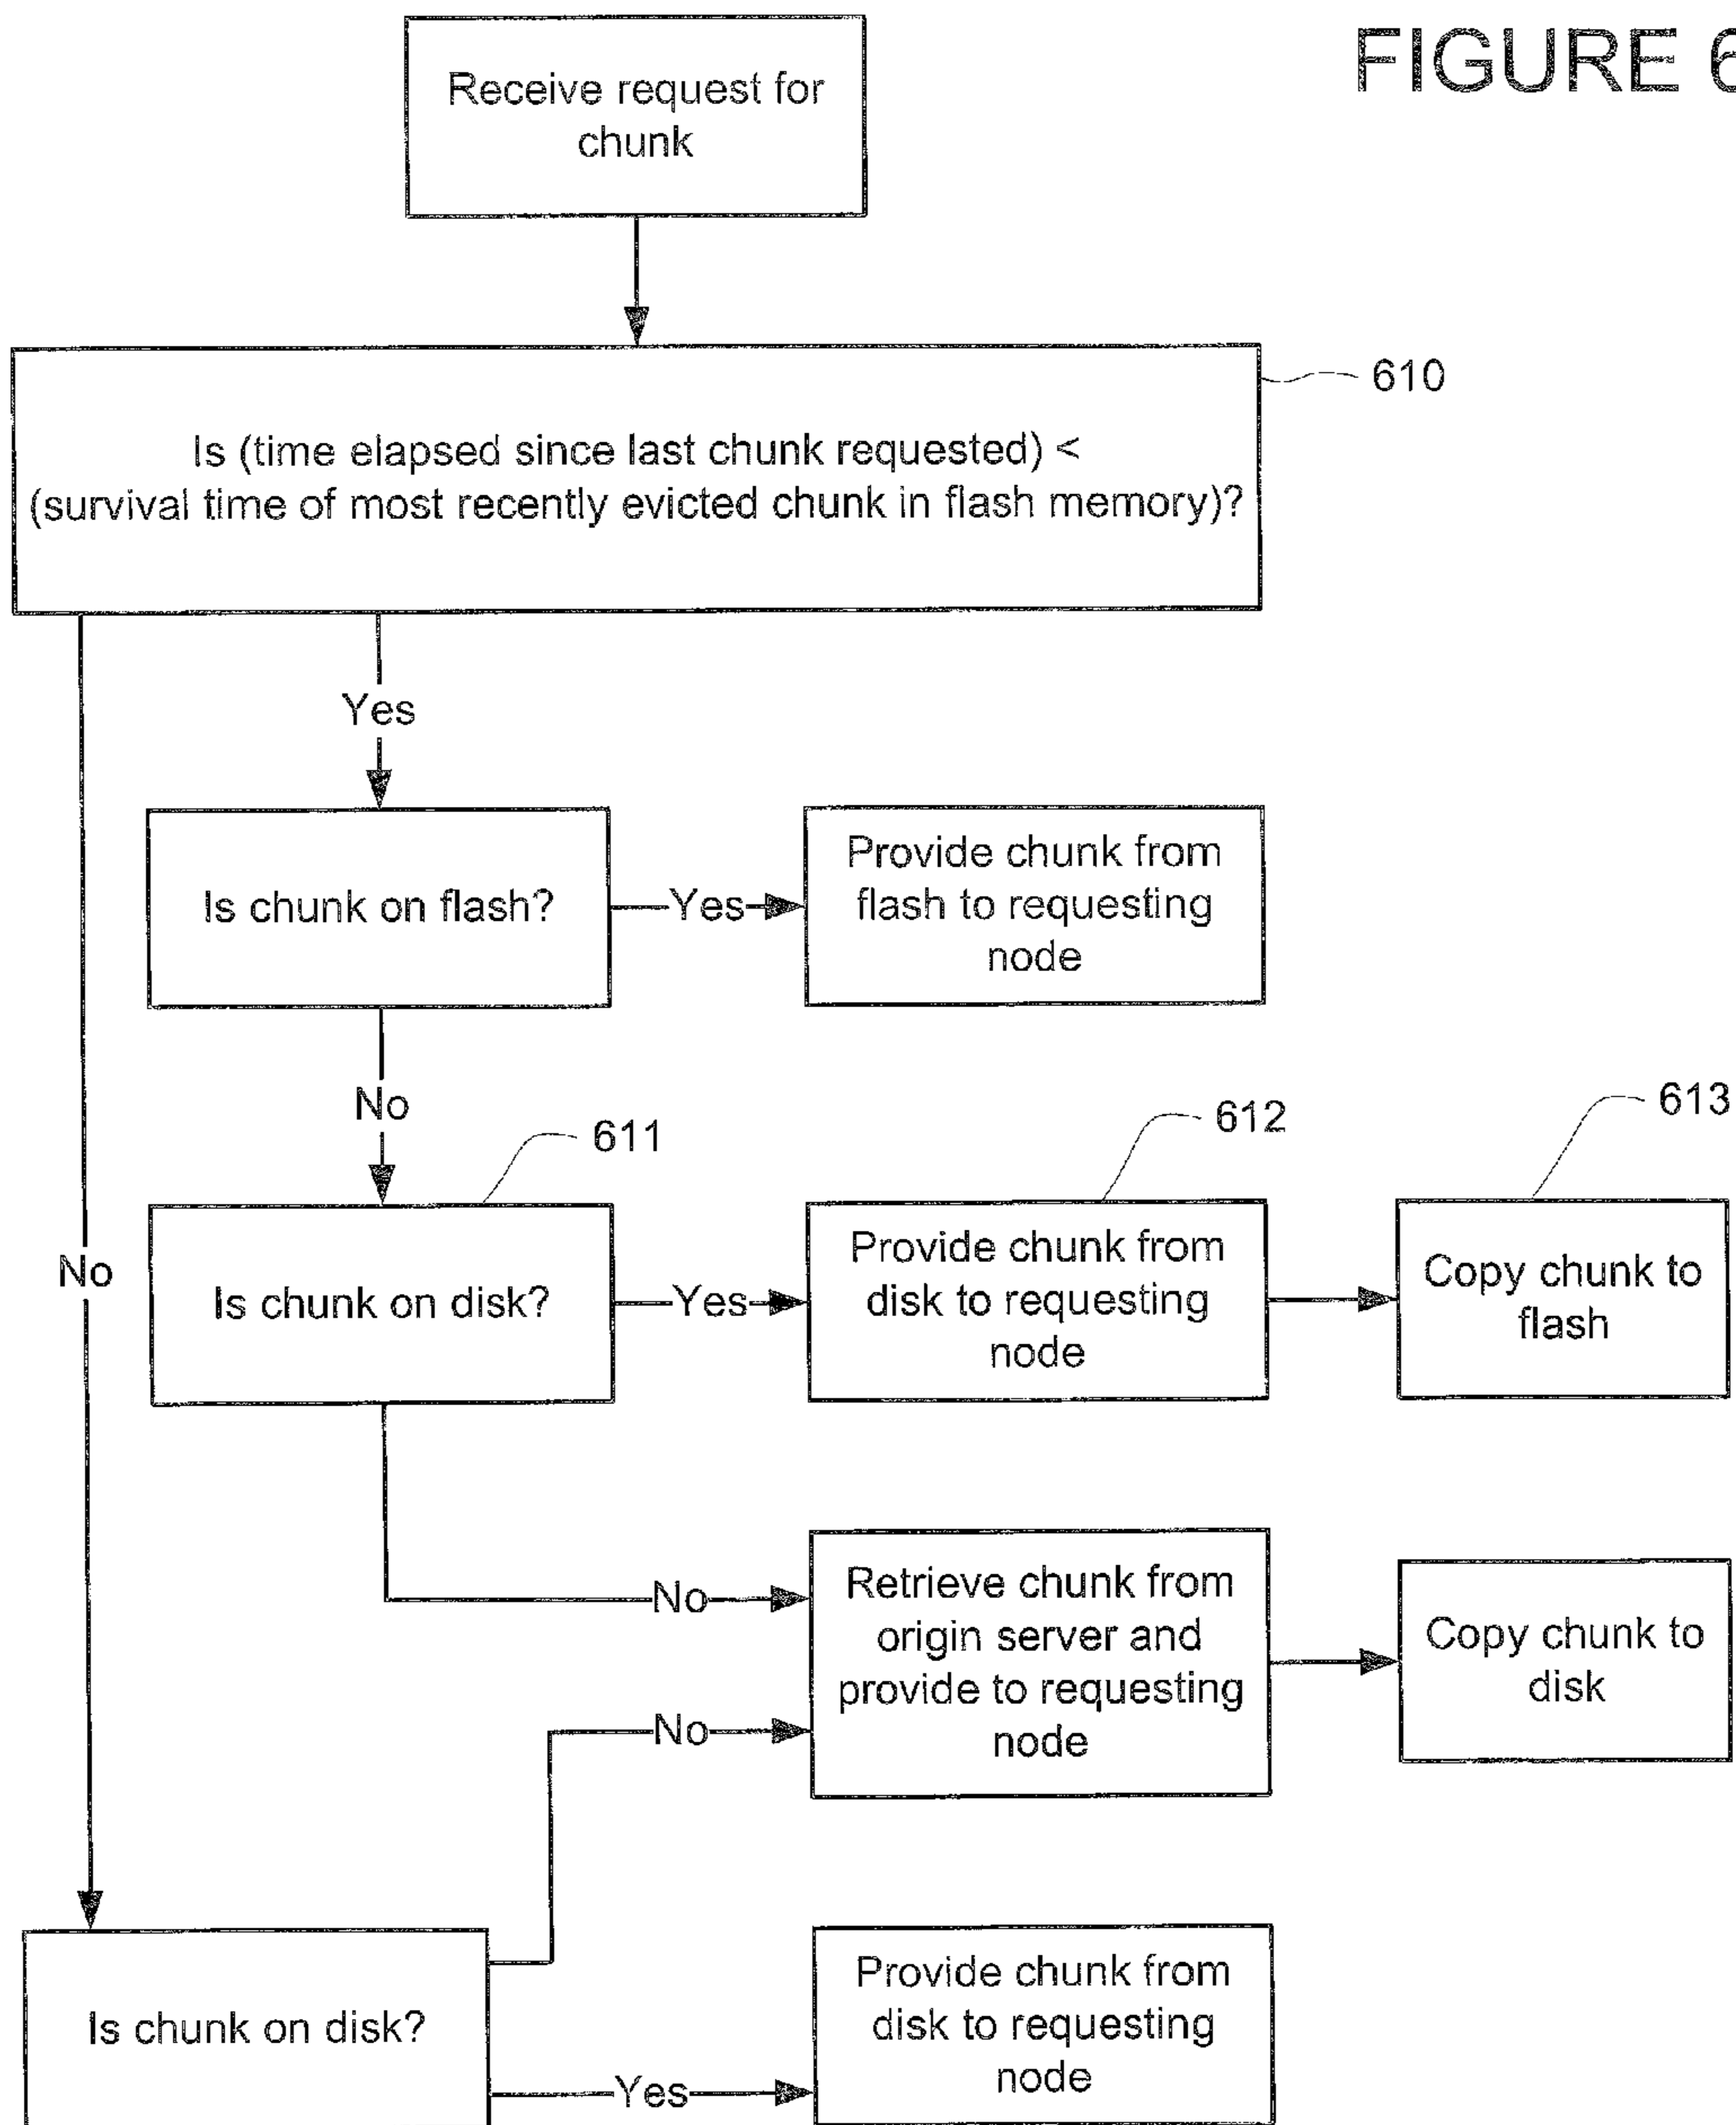 FIGURE 6
Receive request for
chunk
610
Is (time elapsed since last chunk requested) <
(survival time of most recently evicted chunk in flash memory)?
Yes
Is chunk on flash?
Yes
Provide chunk from
flash to requesting
node
No
611
612
613
No
Is chunk on disk?
Yes
Provide chunk from
disk to requesting
node
Copy chunk to
flash
No
Retrieve chunk from
origin server and
provide to requesting
node
Copy chunk to
disk
No
Is chunk on disk?
Yes
Provide chunk from
disk to requesting
node